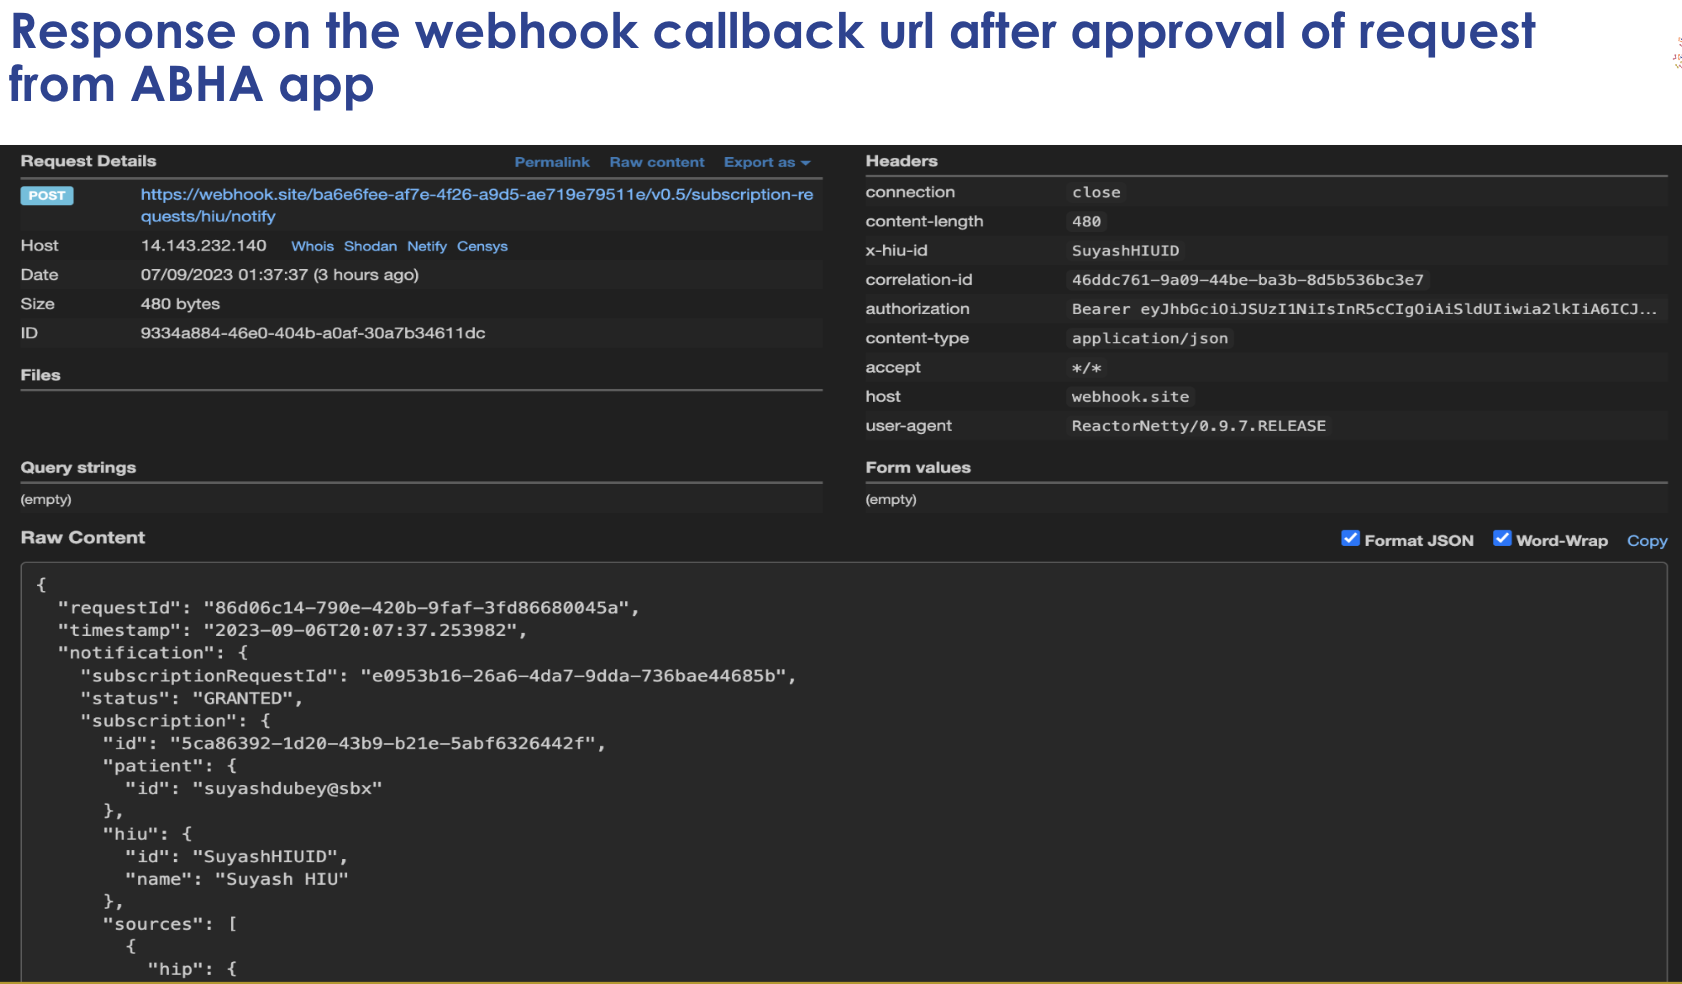 Response on the webhook callback url after approval of request
from ABHA app
Request Details
Permalink Raw content Export as
POST https://webhook.site/ba6e6fee-af7e-4f26-a9d5-ae719e79511e/v0.5/subscription-re
quests/hiu/notify
Host 14.143.232.140 Whois Shodan Netify Censys
Date 07/09/2023 01:37:37 (3 hours ago)
Size 480 bytes
ID 9334a884-46e0-404b-a0af-30a7b34611dc
Files
Headers
connection close
content-length 480
x-hiu-id SuyashHIUID
correlation-id 46ddc761-9a09-44be-ba3b-8d5b536bc3e7
authorization Bearer eyJhbGciOiJSUzI1NiIsInR5cCIgOiAiSldUIiwia2lkIiA6ICJ...
content-type application/json
accept */*
host webhook.site
user-agent ReactorNetty/0.9.7.RELEASE
Query strings
(empty)
Form values
(empty)
Raw Content
Format JSON Word-Wrap Copy
{
"requestId": "86d06c14-790e-420b-9faf-3fd86680045a",
"timestamp": "2023-09-06T20:07:37.253982",
"notification": {
"subscriptionRequestId": "e0953b16-26a6-4da7-9dda-736bae44685b",
"status": "GRANTED",
"subscription": {
"id": "5ca86392-1d20-43b9-b21e-5abf6326442f",
"patient": {
"id": "suyashdubey@sbx"
},
"hiu": {
"id": "SuyashHIUID",
"name": "Suyash HIU"
},
"sources": [
{
"hip": {